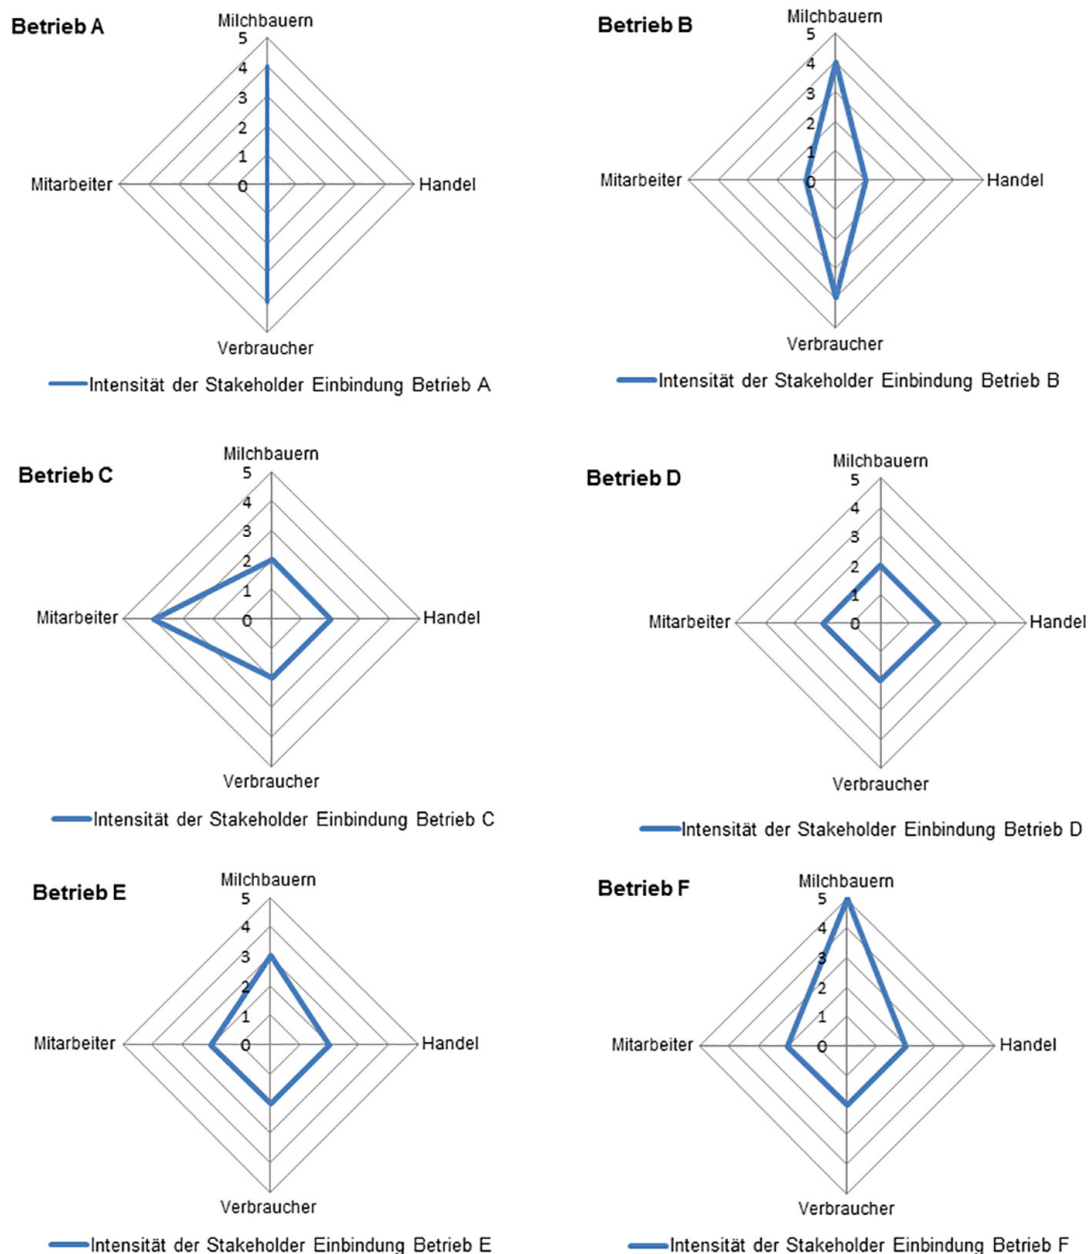 Betrieb A
Milchbauern
5
4
3
2
1
0
Mitarbeiter
Handel
Verbraucher
Intensität der Stakeholder Einbindung Betrieb A
Betrieb B
Milchbauern
5
4
3
2
1
0
Mitarbeiter
Handel
Verbraucher
Intensität der Stakeholder Einbindung Betrieb B
Betrieb C
Milchbauern
5
4
3
2
1
0
Mitarbeiter
Handel
Verbraucher
Intensität der Stakeholder Einbindung Betrieb C
Betrieb D
Milchbauern
5
4
3
2
1
0
Mitarbeiter
Handel
Verbraucher
Intensität der Stakeholder Einbindung Betrieb D
Betrieb E
Milchbauern
5
4
3
2
1
0
Mitarbeiter
Handel
Verbraucher
Intensität der Stakeholder Einbindung Betrieb E
Betrieb F
Milchbauern
5
4
3
2
1
0
Mitarbeiter
Handel
Verbraucher
Intensität der Stakeholder Einbindung Betrieb F